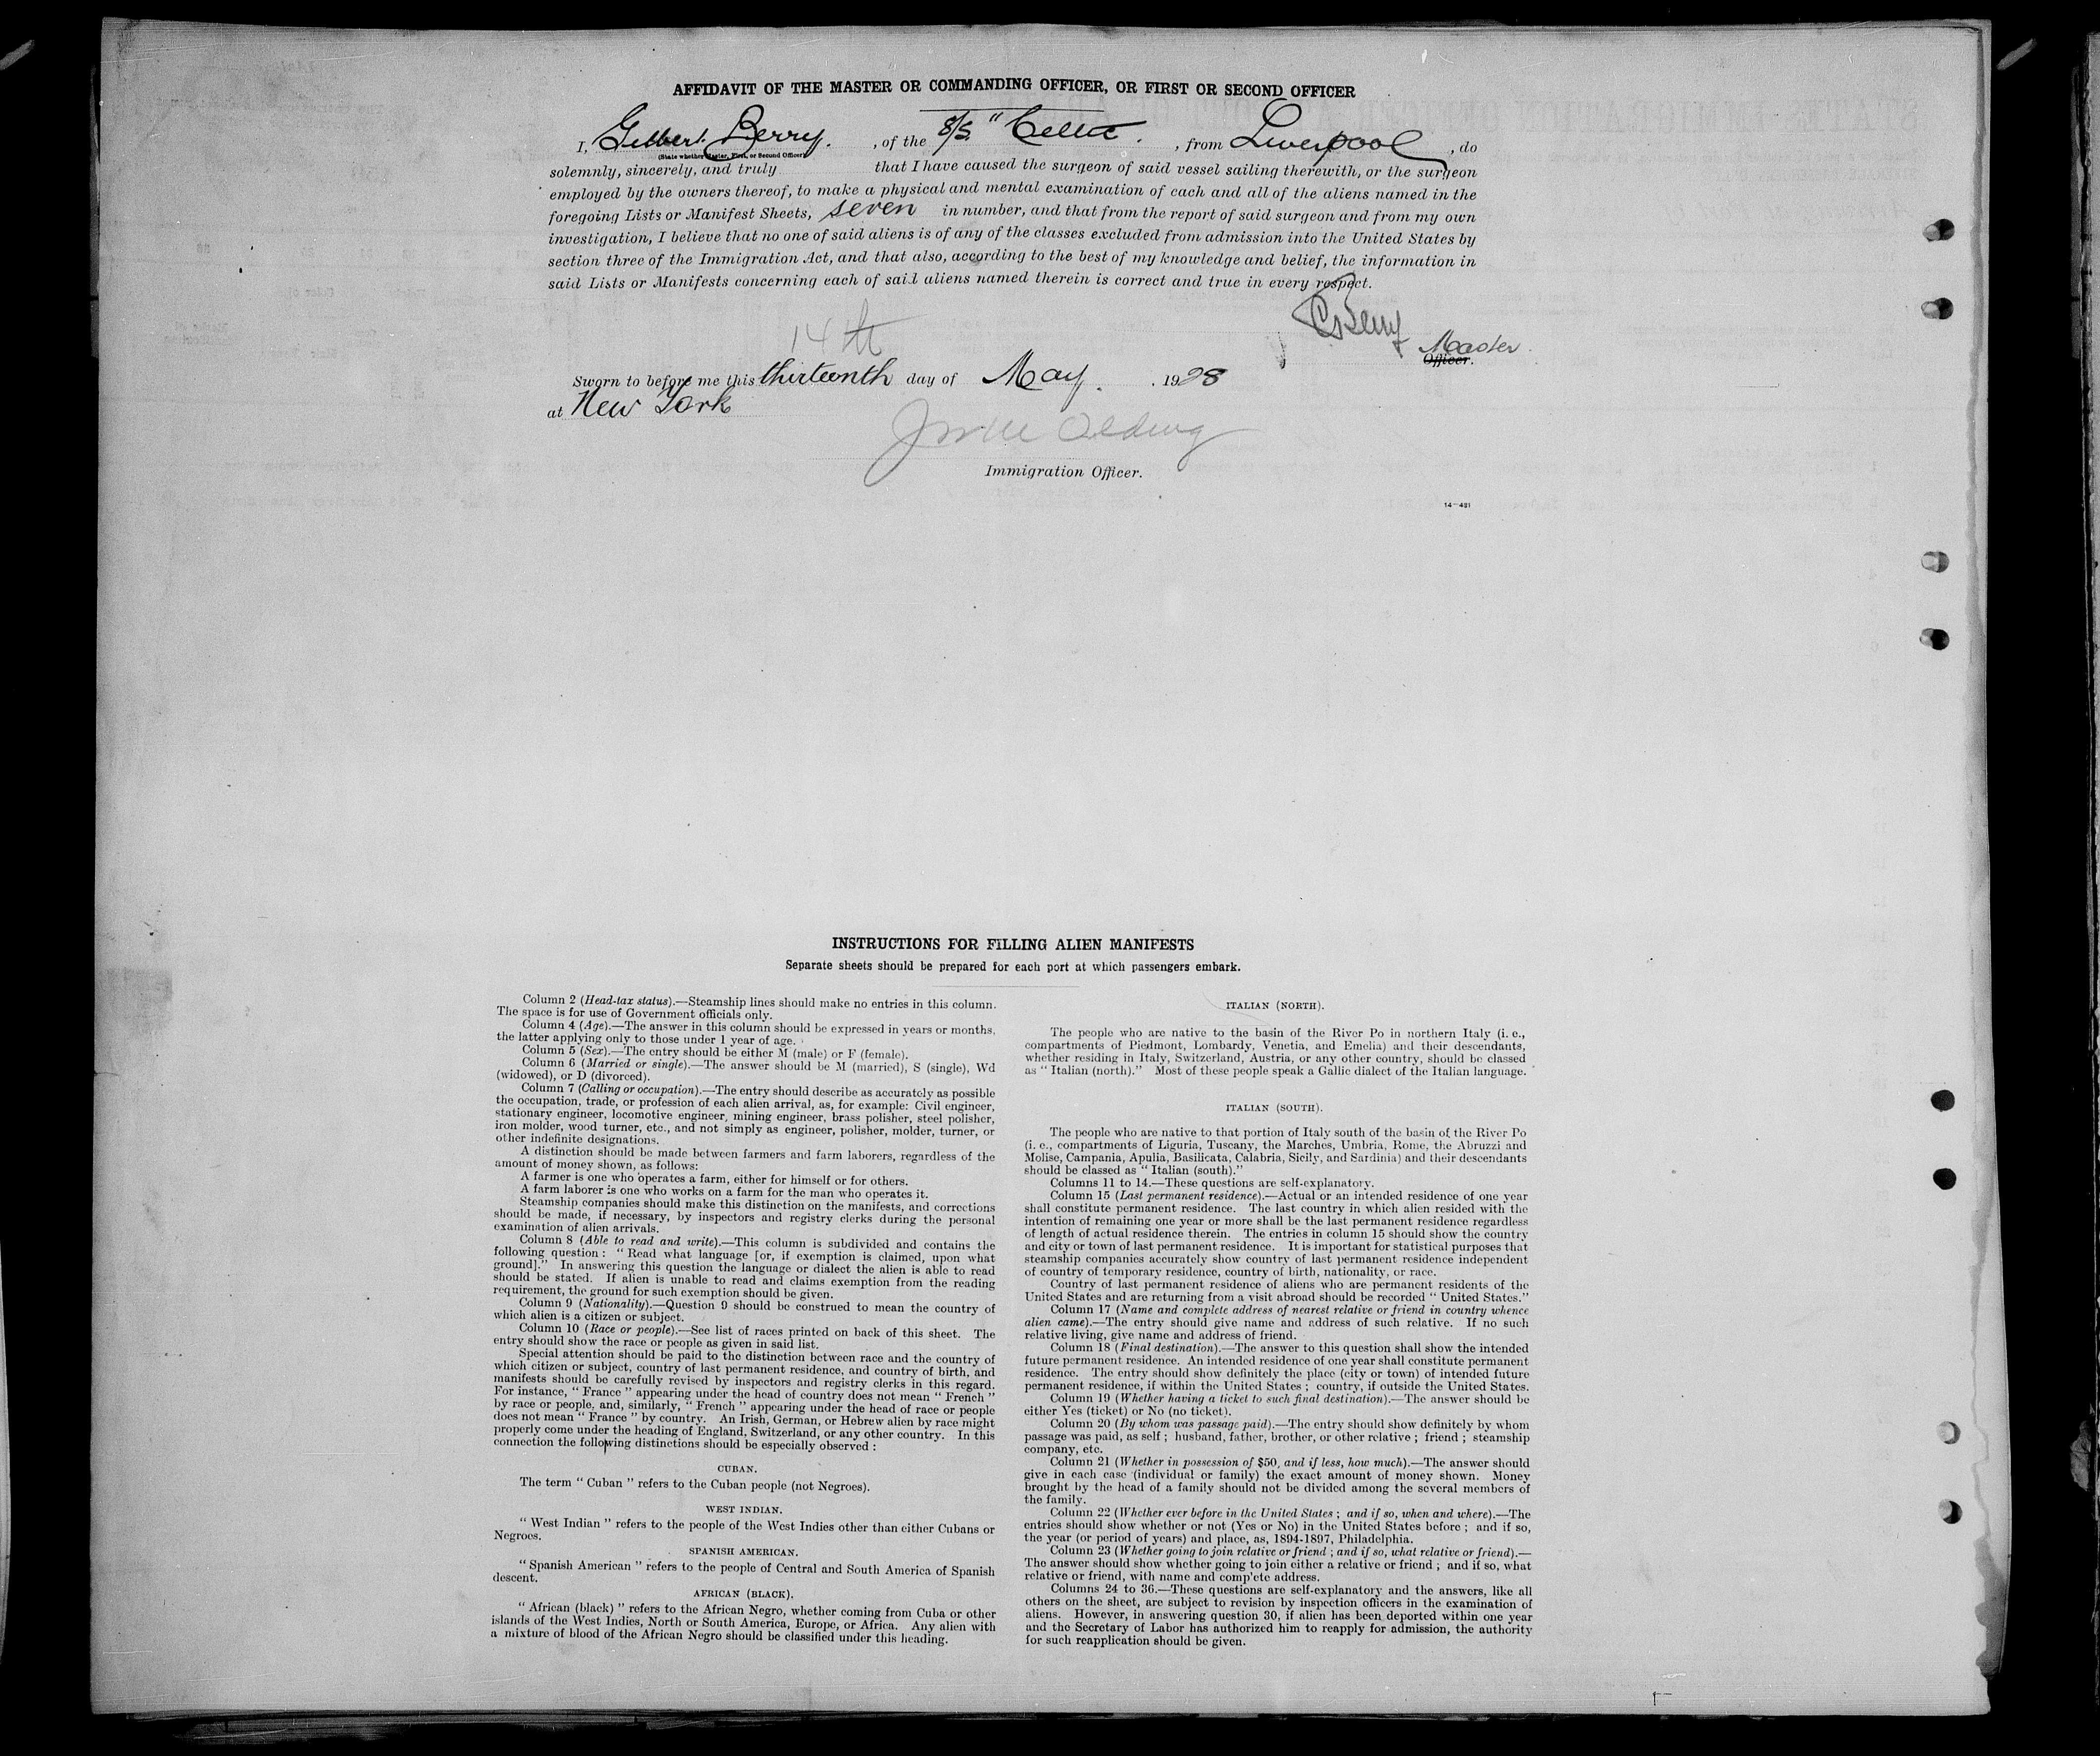 AFFIDAVIT OF THE MASTER OR COMMANDING OFFICER, OR FIRST OR SECOND OFFICER
I, Gilbert Berry. , of the S/S "Celtic" , from Liverpool , do
(State whether Master, First, or Second Officer)
solemnly, sincerely, and truly that I have caused the surgeon of said vessel sailing therewith, or the surgeon
employed by the owners thereof, to make a physical and mental examination of each and all of the aliens named in the
foregoing Lists or Manifest Sheets, seven in number, and that from the report of said surgeon and from my own
investigation, I believe that no one of said aliens is of any of the classes excluded from admission into the United States by
section three of the Immigration Act, and that also, according to the best of my knowledge and belief, the information in
said Lists or Manifests concerning each of said aliens named therein is correct and true in every respect.
GBerry
Master
Officer.
14th
Sworn to before me this thirteenth day of May. , 1928
at New York
Immigration Officer.
14—421
INSTRUCTIONS FOR FILLING ALIEN MANIFESTS
Separate sheets should be prepared for each port at which passengers embark.
Column 2 (Head-tax status).—Steamship lines should make no entries in this column.
The space is for use of Government officials only.
Column 4 (Age).—The answer in this column should be expressed in years or months,
the latter applying only to those under 1 year of age.
Column 5 (Sex).—The entry should be either M (male) or F (female).
Column 6 (Married or single).—The answer should be M (married), S (single), Wd
(widowed), or D (divorced).
Column 7 (Calling or occupation).—The entry should describe as accurately as possible
the occupation, trade, or profession of each alien arrival, as, for example: Civil engineer,
stationary engineer, locomotive engineer, mining engineer, brass polisher, steel polisher,
iron molder, wood turner, etc., and not simply as engineer, polisher, molder, turner, or
other indefinite designations.
A distinction should be made between farmers and farm laborers, regardless of the
amount of money shown, as follows:
A farmer is one who operates a farm, either for himself or for others.
A farm laborer is one who works on a farm for the man who operates it.
Steamship companies should make this distinction on the manifests, and corrections
should be made, if necessary, by inspectors and registry clerks during the personal
examination of alien arrivals.
Column 8 (Able to read and write).—This column is subdivided and contains the
following question : " Read what language [or, if exemption is claimed, upon what
ground]." In answering this question the language or dialect the alien is able to read
should be stated. If alien is unable to read and claims exemption from the reading
requirement, the ground for such exemption should be given.
Column 9 (Nationality).—Question 9 should be construed to mean the country of
which alien is a citizen or subject.
Column 10 (Race or people).—See list of races printed on back of this sheet. The
entry should show the race or people as given in said list.
Special attention should be paid to the distinction between race and the country of
which citizen or subject, country of last permanent residence, and country of birth, and
manifests should be carefully revised by inspectors and registry clerks in this regard.
For instance, " France " appearing under the head of country does not mean " French "
by race or people, and, similarly, " French " appearing under the head of race or people
does not mean " France " by country. An Irish, German, or Hebrew alien by race might
properly come under the heading of England, Switzerland, or any other country. In this
connection the following distinctions should be especially observed :
CUBAN.
The term " Cuban " refers to the Cuban people (not Negroes).
WEST INDIAN.
" West Indian " refers to the people of the West Indies other than either Cubans or
Negroes.
SPANISH AMERICAN.
" Spanish American " refers to the people of Central and South America of Spanish
descent.
AFRICAN (BLACK).
" African (black) " refers to the African Negro, whether coming from Cuba or other
islands of the West Indies, North or South America, Europe, or Africa. Any alien with
a mixture of blood of the African Negro should be classified under this heading.
ITALIAN (NORTH).
The people who are native to the basin of the River Po in northern Italy (i. e.,
compartments of Piedmont, Lombardy, Venetia, and Emelia) and their descendants,
whether residing in Italy, Switzerland, Austria, or any other country, should be classed
as " Italian (north)." Most of these people speak a Gallic dialect of the Italian language.
ITALIAN (SOUTH).
The people who are native to that portion of Italy south of the basin of the River Po
(i. e., compartments of Liguria, Tuscany, the Marches, Umbria, Rome, the Abruzzi and
Molise, Campania, Apulia, Basilicata, Calabria, Sicily, and Sardinia) and their descendants
should be classed as " Italian (south)."
Columns 11 to 14.—These questions are self-explanatory.
Column 15 (Last permanent residence).—Actual or an intended residence of one year
shall constitute permanent residence. The last country in which alien resided with the
intention of remaining one year or more shall be the last permanent residence regardless
of length of actual residence therein. The entries in column 15 should show the country
and city or town of last permanent residence. It is important for statistical purposes that
steamship companies accurately show country of last permanent residence independent
of country of temporary residence, country of birth, nationality, or race.
Country of last permanent residence of aliens who are permanent residents of the
United States and are returning from a visit abroad should be recorded " United States."
Column 17 (Name and complete address of nearest relative or friend in country whence
alien came).—The entry should give name and address of such relative. If no such
relative living, give name and address of friend.
Column 18 (Final destination).—The answer to this question shall show the intended
future permanent residence. An intended residence of one year shall constitute permanent
residence. The entry should show definitely the place (city or town) of intended future
permanent residence, if within the United States ; country, if outside the United States.
Column 19 (Whether having a ticket to such final destination).—The answer should be
either Yes (ticket) or No (no ticket).
Column 20 (By whom was passage paid).—The entry should show definitely by whom
passage was paid, as self ; husband, father, brother, or other relative ; friend ; steamship
company, etc.
Column 21 (Whether in possession of $50, and if less, how much).—The answer should
give in each case (individual or family) the exact amount of money shown. Money
brought by the head of a family should not be divided among the several members of
the family.
Column 22 (Whether ever before in the United States ; and if so, when and where).—The
entries should show whether or not (Yes or No) in the United States before ; and if so,
the year (or period of years) and place, as, 1894-1897, Philadelphia.
Column 23 (Whether going to join relative or friend ; and if so, what relative or friend).—
The answer should show whether going to join either a relative or friend ; and if so, what
relative or friend, with name and comp'ete address.
Columns 24 to 36.—These questions are self-explanatory and the answers, like all
others on the sheet, are subject to revision by inspection officers in the examination of
aliens. However, in answering question 30, if alien has been deported within one year
and the Secretary of Labor has authorized him to reapply for admission, the authority
for such reapplication should be given.